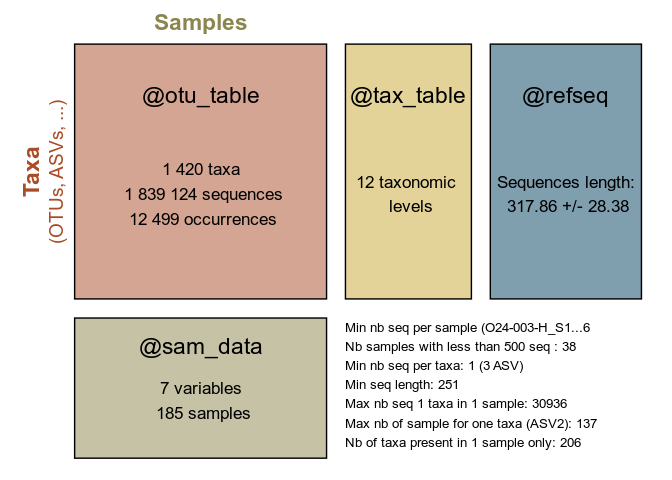 Samples
Taxa
(OTUs, ASVs, ...)
@otu_table
1 420 taxa
1 839 124 sequences
12 499 occurrences
@tax_table
12 taxonomic
levels
@refseq
Sequences length:
317.86 +/- 28.38
@sam_data
7 variables
185 samples
Min nb seq per sample (O24-003-H_S1...6
Nb samples with less than 500 seq : 38
Min nb seq per taxa: 1 (3 ASV)
Min seq length: 251
Max nb seq 1 taxa in 1 sample: 30936
Max nb of sample for one taxa (ASV2): 137
Nb of taxa present in 1 sample only: 206